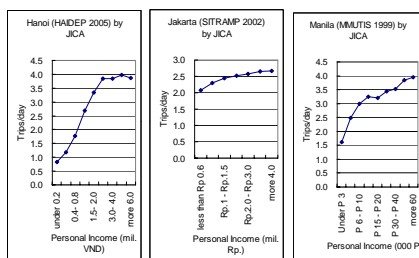 Hanoi (HAIDEP 2005) by
JICA
Trips/day
4.5
4.0
3.5
3.0
2.5
2.0
1.5
1.0
0.5
0.0
under 0.2
0.4- 0.8
1.5- 2.0
3.0- 4.0
more 6.0
Personal Income (mil.
VND)
Jakarta (SITRAMP 2002)
by JICA
Trips/day
3.0
2.5
2.0
1.5
1.0
0.5
0.0
less than Rp 0.6
Rp.1 - Rp.1.5
Rp.2.0 - Rp.3.0
more 4.0
Personal Income (mil.
Rp.)
Manila (MMUTIS 1999) by
JICA
Trips/day
4.5
4.0
3.5
3.0
2.5
2.0
1.5
1.0
0.5
0.0
Under P 3
P 6 - P 10
P 15 - P 20
P 30 - P 40
more 60
Personal Income (000 P